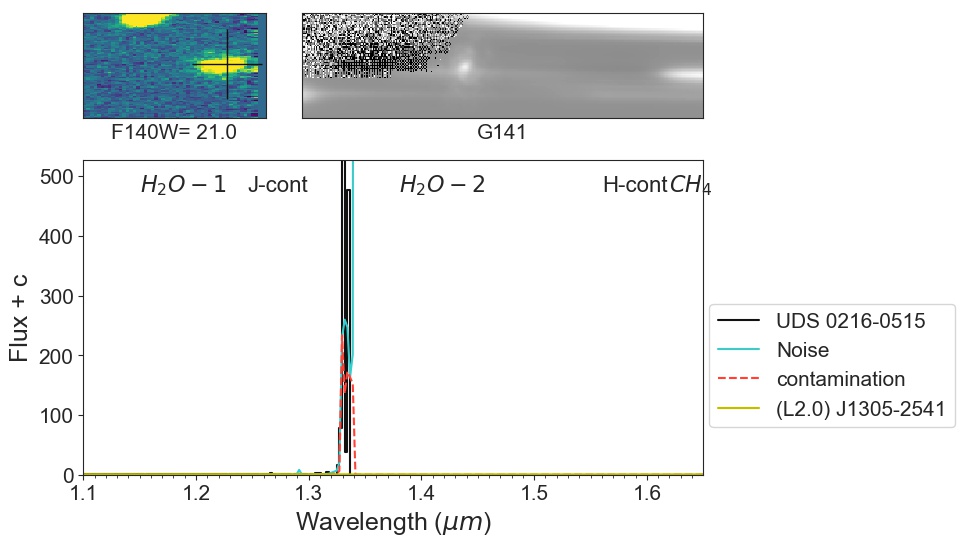 F140W= 21.0
G141
H₂O − 1 J-cont H₂O − 2 H-cont CH₄
500
400
300
200
100
0
Flux + c
1.1 1.2 1.3 1.4 1.5 1.6
Wavelength (μm)
UDS 0216-0515
Noise
contamination
(L2.0) J1305-2541